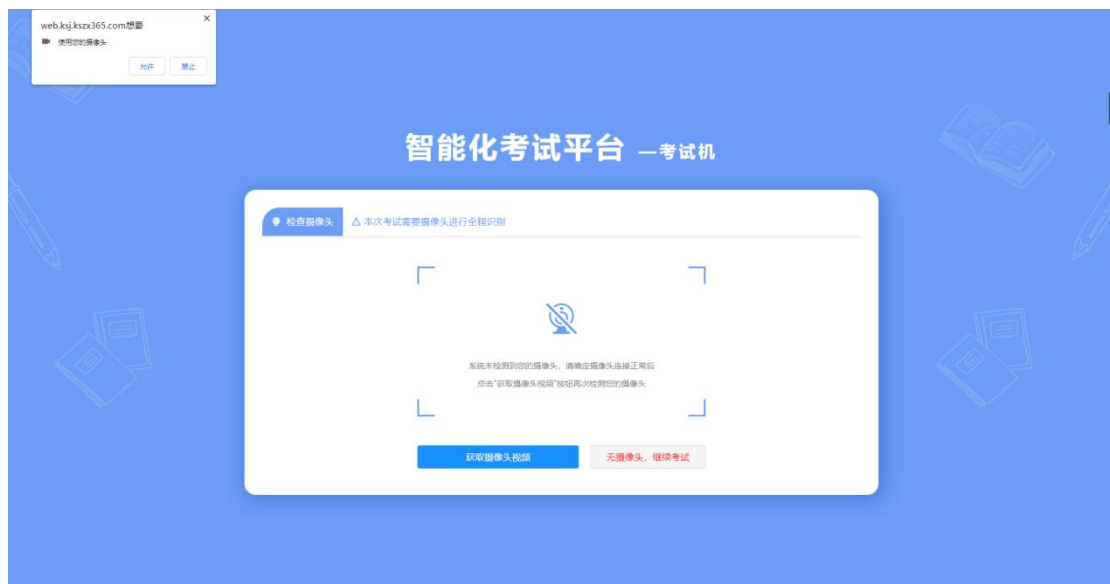 web.ksj.kszx365.com想要
×
使用您的摄像头
允许 禁止
智能化考试平台 —考试机
检查摄像头 本次考试需要摄像头进行全程识别
系统未检测到您的摄像头，请确定摄像头连接正常后
点击"获取摄像头视频"按钮再次检测您的摄像头
获取摄像头视频 无摄像头，继续考试